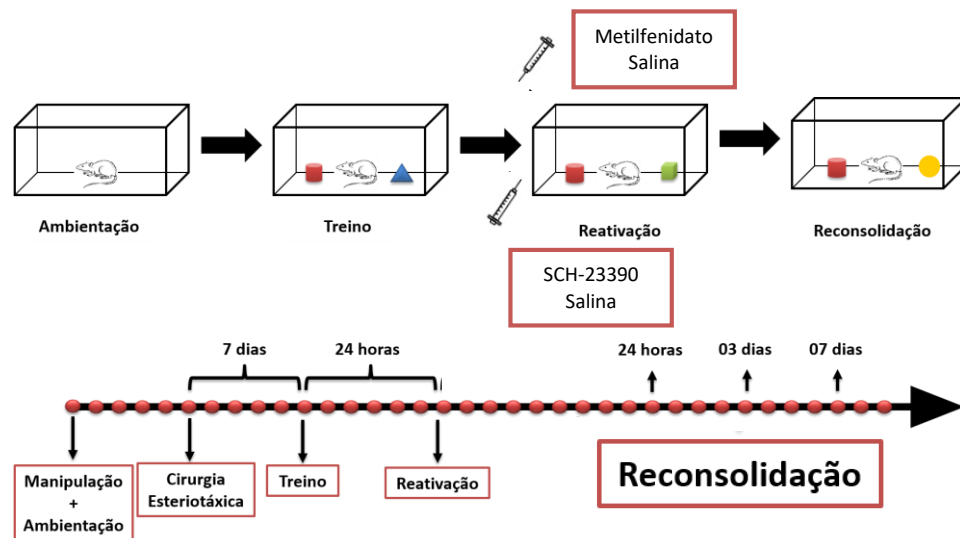 Metilfenidato
Salina
Ambientação
Treino
Reativação
Reconsolidação
SCH-23390
Salina
7 dias
24 horas
24 horas
03 dias
07 dias
Manipulação
+
Ambientação
Cirurgia
Esteriotáxica
Treino
Reativação
Reconsolidação